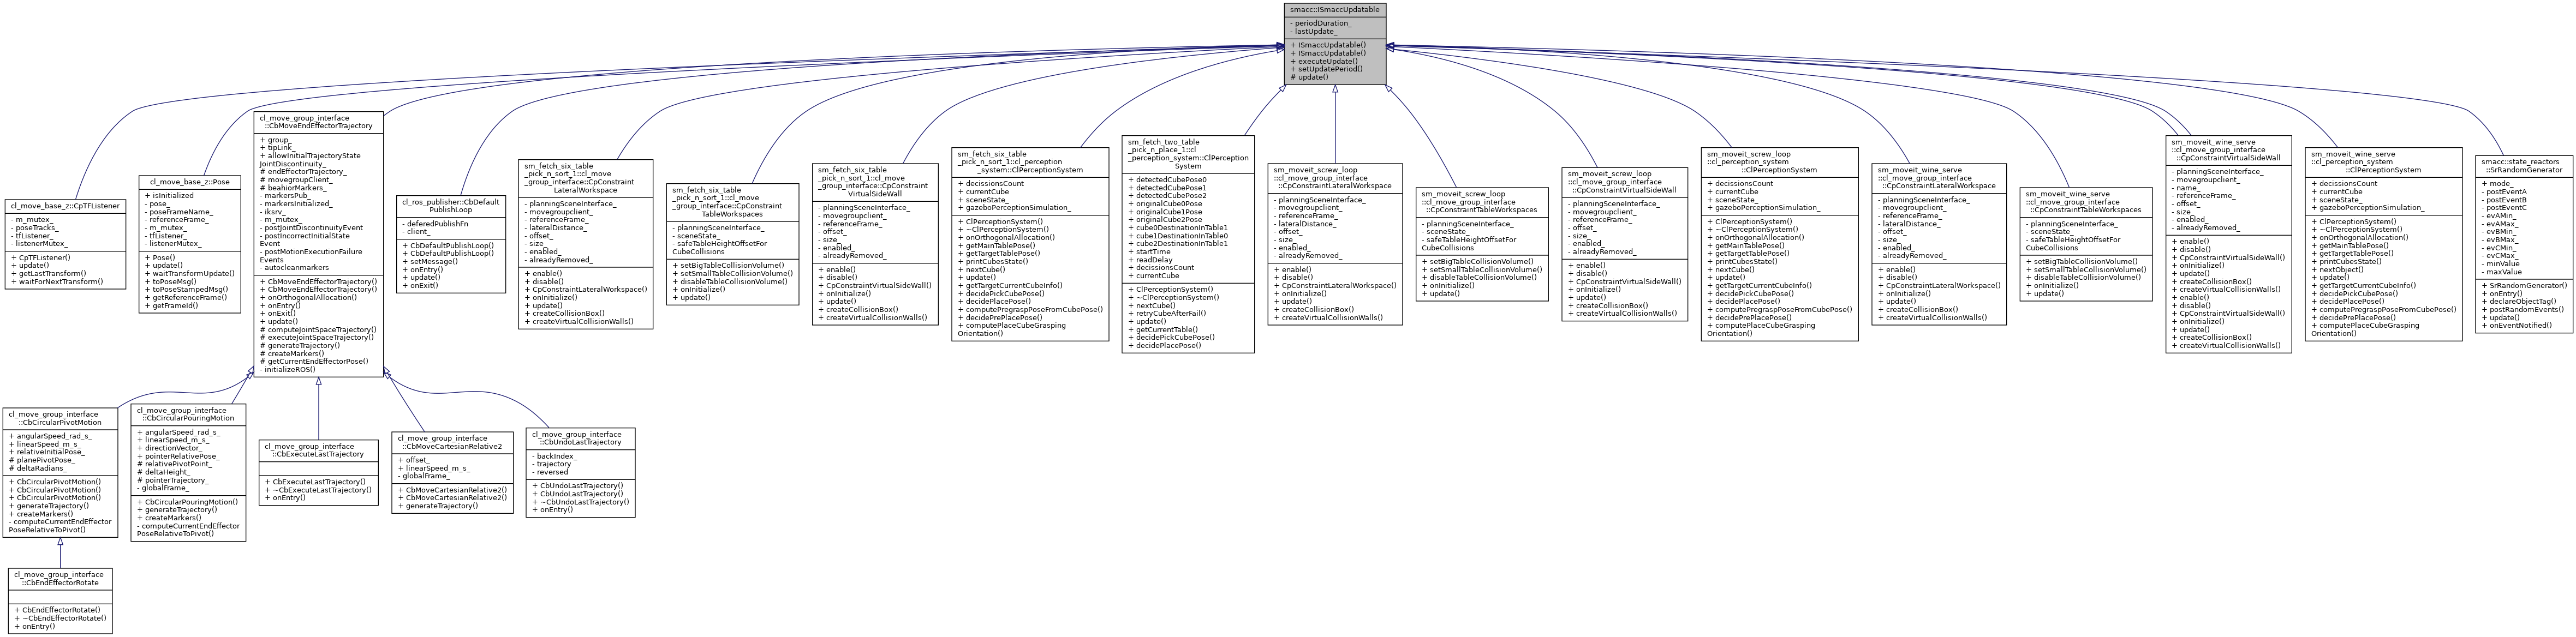 smacc::ISmaccUpdatable
- periodDuration_
- lastUpdate_
+ ISmaccUpdatable()
+ ISmaccUpdatable()
+ executeUpdate()
+ setUpdatePeriod()
# update()
cl_move_base_z::CpTFListener
- m_mutex_
- poseTracks_
- tfListener_
- listenerMutex_
+ CpTFListener()
+ update()
+ getLastTransform()
+ waitForNextTransform()
cl_move_base_z::Pose
+ isInitialized
- pose_
- poseFrameName_
- referenceFrame_
- m_mutex_
- tfListener_
- listenerMutex_
+ Pose()
+ update()
+ waitTransformUpdate()
+ toPoseMsg()
+ toPoseStampedMsg()
+ getReferenceFrame()
+ getFrameId()
cl_move_group_interface
::CbMoveEndEffectorTrajectory
+ group_
+ tipLink_
+ allowInitialTrajectoryState
JointDiscontinuity_
# endEffectorTrajectory_
# movegroupClient_
# beahiorMarkers_
- markersPub_
- markersInitialized_
- iksrv_
- m_mutex_
- postJointDiscontinuityEvent
- postIncorrectInitialState
Event
- postMotionExecutionFailure
Events
- autocleanmarkers
+ CbMoveEndEffectorTrajectory()
+ CbMoveEndEffectorTrajectory()
+ onOrthogonalAllocation()
+ onEntry()
+ onExit()
+ update()
# computeJointSpaceTrajectory()
# executeJointSpaceTrajectory()
# generateTrajectory()
# createMarkers()
# getCurrentEndEffectorPose()
- initializeROS()
cl_ros_publisher::CbDefault
PublishLoop
- deferedPublishFn
- client_
+ CbDefaultPublishLoop()
+ CbDefaultPublishLoop()
+ setMessage()
+ onEntry()
+ update()
+ onExit()
sm_fetch_six_table
_pick_n_sort_1::cl_move
_group_interface::CpConstraint
LateralWorkspace
- planningSceneInterface_
- movegroupclient_
- referenceFrame_
- lateralDistance_
- offset_
- size_
- enabled_
- alreadyRemoved_
+ enable()
+ disable()
+ CpConstraintLateralWorkspace()
+ onInitialize()
+ update()
+ createCollisionBox()
+ createVirtualCollisionWalls()
sm_fetch_six_table
_pick_n_sort_1::cl_move
_group_interface::CpConstraint
TableWorkspaces
- planningSceneInterface_
- sceneState_
- safeTableHeightOffsetFor
CubeCollisions
+ setBigTableCollisionVolume()
+ setSmallTableCollisionVolume()
+ disableTableCollisionVolume()
+ onInitialize()
+ update()
sm_fetch_six_table
_pick_n_sort_1::cl_move
_group_interface::CpConstraint
VirtualSideWall
- planningSceneInterface_
- movegroupclient_
- referenceFrame_
- offset_
- size_
- enabled_
- alreadyRemoved_
+ enable()
+ disable()
+ CpConstraintVirtualSideWall()
+ onInitialize()
+ update()
+ createCollisionBox()
+ createVirtualCollisionWalls()
sm_fetch_six_table
_pick_n_sort_1::cl_perception
_system::ClPerceptionSystem
+ decissionsCount
+ currentCube
+ sceneState_
+ gazeboPerceptionSimulation_
+ ClPerceptionSystem()
+ ~ClPerceptionSystem()
+ onOrthogonalAllocation()
+ getMainTablePose()
+ getTargetTablePose()
+ printCubesState()
+ nextCube()
+ update()
+ getTargetCurrentCubeInfo()
+ decidePickCubePose()
+ decidePlacePose()
+ computePregraspPoseFromCubePose()
+ decidePrePlacePose()
+ computePlaceCubeGrasping
Orientation()
sm_fetch_two_table
_pick_n_place_1::cl
_perception_system::ClPerception
System
+ detectedCubePose0
+ detectedCubePose1
+ detectedCubePose2
+ originalCube0Pose
+ originalCube1Pose
+ originalCube2Pose
+ cube0DestinationInTable1
+ cube1DestinationInTable0
+ cube2DestinationInTable1
+ startTime
+ readDelay
+ decissionsCount
+ currentCube
+ ClPerceptionSystem()
+ ~ClPerceptionSystem()
+ nextCube()
+ retryCubeAfterFail()
+ update()
+ getCurrentTable()
+ decidePickCubePose()
+ decidePlacePose()
sm_moveit_screw_loop
::cl_move_group_interface
::CpConstraintLateralWorkspace
- planningSceneInterface_
- movegroupclient_
- referenceFrame_
- lateralDistance_
- offset_
- size_
- enabled_
- alreadyRemoved_
+ enable()
+ disable()
+ CpConstraintLateralWorkspace()
+ onInitialize()
+ update()
+ createCollisionBox()
+ createVirtualCollisionWalls()
sm_moveit_screw_loop
::cl_move_group_interface
::CpConstraintTableWorkspaces
- planningSceneInterface_
- sceneState_
- safeTableHeightOffsetFor
CubeCollisions
+ setBigTableCollisionVolume()
+ setSmallTableCollisionVolume()
+ disableTableCollisionVolume()
+ onInitialize()
+ update()
sm_moveit_screw_loop
::cl_move_group_interface
::CpConstraintVirtualSideWall
- planningSceneInterface_
- movegroupclient_
- referenceFrame_
- offset_
- size_
- enabled_
- alreadyRemoved_
+ enable()
+ disable()
+ CpConstraintVirtualSideWall()
+ onInitialize()
+ update()
+ createCollisionBox()
+ createVirtualCollisionWalls()
sm_moveit_screw_loop
::cl_perception_system
::ClPerceptionSystem
+ decissionsCount
+ currentCube
+ sceneState_
+ gazeboPerceptionSimulation_
+ ClPerceptionSystem()
+ ~ClPerceptionSystem()
+ onOrthogonalAllocation()
+ getMainTablePose()
+ getTargetTablePose()
+ printCubesState()
+ nextCube()
+ update()
+ getTargetCurrentCubeInfo()
+ decidePickCubePose()
+ decidePlacePose()
+ computePregraspPoseFromCubePose()
+ decidePrePlacePose()
+ computePlaceCubeGrasping
Orientation()
sm_moveit_wine_serve
::cl_move_group_interface
::CpConstraintLateralWorkspace
- planningSceneInterface_
- movegroupclient_
- referenceFrame_
- lateralDistance_
- offset_
- size_
- enabled_
- alreadyRemoved_
+ enable()
+ disable()
+ CpConstraintLateralWorkspace()
+ onInitialize()
+ update()
+ createCollisionBox()
+ createVirtualCollisionWalls()
sm_moveit_wine_serve
::cl_move_group_interface
::CpConstraintTableWorkspaces
- planningSceneInterface_
- sceneState_
- safeTableHeightOffsetFor
CubeCollisions
+ setBigTableCollisionVolume()
+ setSmallTableCollisionVolume()
+ disableTableCollisionVolume()
+ onInitialize()
+ update()
sm_moveit_wine_serve
::cl_move_group_interface
::CpConstraintVirtualSideWall
- planningSceneInterface_
- movegroupclient_
- name_
- referenceFrame_
- offset_
- size_
- enabled_
- alreadyRemoved_
+ enable()
+ disable()
+ CpConstraintVirtualSideWall()
+ onInitialize()
+ update()
+ createCollisionBox()
+ createVirtualCollisionWalls()
+ enable()
+ disable()
+ CpConstraintVirtualSideWall()
+ onInitialize()
+ update()
+ createCollisionBox()
+ createVirtualCollisionWalls()
sm_moveit_wine_serve
::cl_perception_system
::ClPerceptionSystem
+ decissionsCount
+ currentCube
+ sceneState_
+ gazeboPerceptionSimulation_
+ ClPerceptionSystem()
+ ~ClPerceptionSystem()
+ onOrthogonalAllocation()
+ getMainTablePose()
+ getTargetTablePose()
+ printCubesState()
+ nextObject()
+ update()
+ getTargetCurrentCubeInfo()
+ decidePickCubePose()
+ decidePlacePose()
+ computePregraspPoseFromCubePose()
+ decidePrePlacePose()
+ computePlaceCubeGrasping
Orientation()
smacc::state_reactors
::SrRandomGenerator
+ mode_
- postEventA
- postEventB
- postEventC
- evAMin_
- evAMax_
- evBMin_
- evBMax_
- evCMin_
- evCMax_
- minValue
- maxValue
+ SrRandomGenerator()
+ onEntry()
+ declareObjectTag()
+ postRandomEvents()
+ update()
+ onEventNotified()
cl_move_group_interface
::CbCircularPivotMotion
+ angularSpeed_rad_s_
+ linearSpeed_m_s_
+ relativeInitialPose_
# planePivotPose_
# deltaRadians_
+ CbCircularPivotMotion()
+ CbCircularPivotMotion()
+ CbCircularPivotMotion()
+ generateTrajectory()
+ createMarkers()
- computeCurrentEndEffector
PoseRelativeToPivot()
cl_move_group_interface
::CbCircularPouringMotion
+ angularSpeed_rad_s_
+ linearSpeed_m_s_
+ directionVector_
+ pointerRelativePose_
# relativePivotPoint_
# deltaHeight_
# pointerTrajectory_
- globalFrame_
+ CbCircularPouringMotion()
+ generateTrajectory()
+ createMarkers()
- computeCurrentEndEffector
PoseRelativeToPivot()
cl_move_group_interface
::CbExecuteLastTrajectory
+ CbExecuteLastTrajectory()
+ ~CbExecuteLastTrajectory()
+ onEntry()
cl_move_group_interface
::CbMoveCartesianRelative2
+ offset_
+ linearSpeed_m_s_
- globalFrame_
+ CbMoveCartesianRelative2()
+ CbMoveCartesianRelative2()
+ generateTrajectory()
cl_move_group_interface
::CbUndoLastTrajectory
- backIndex_
- trajectory
- reversed
+ CbUndoLastTrajectory()
+ CbUndoLastTrajectory()
+ ~CbUndoLastTrajectory()
+ onEntry()
cl_move_group_interface
::CbEndEffectorRotate
+ CbEndEffectorRotate()
+ ~CbEndEffectorRotate()
+ onEntry()